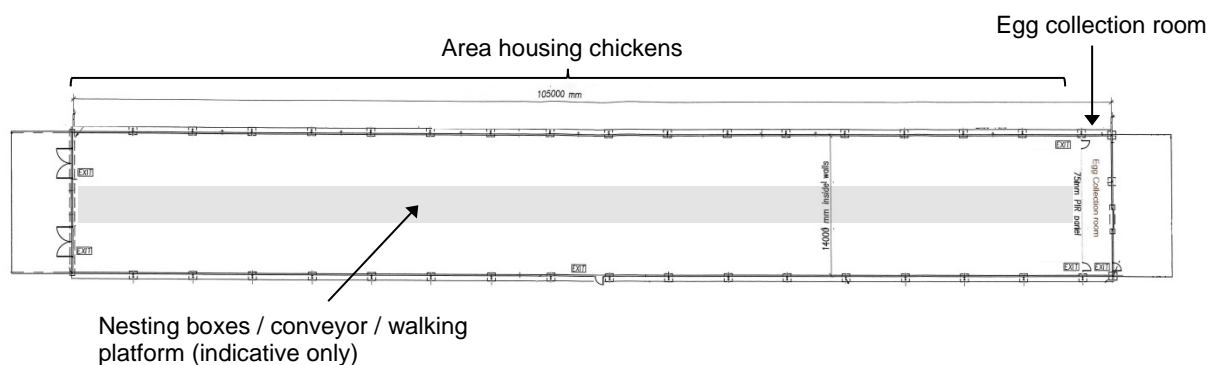 Egg collection room
Area housing chickens
105000 mm
EXIT
EXIT
14000 mm inside walls
75mm PIR panel
Egg Collection room
EXIT
EXIT
EXIT
EXIT
Nesting boxes / conveyor / walking
platform (indicative only)